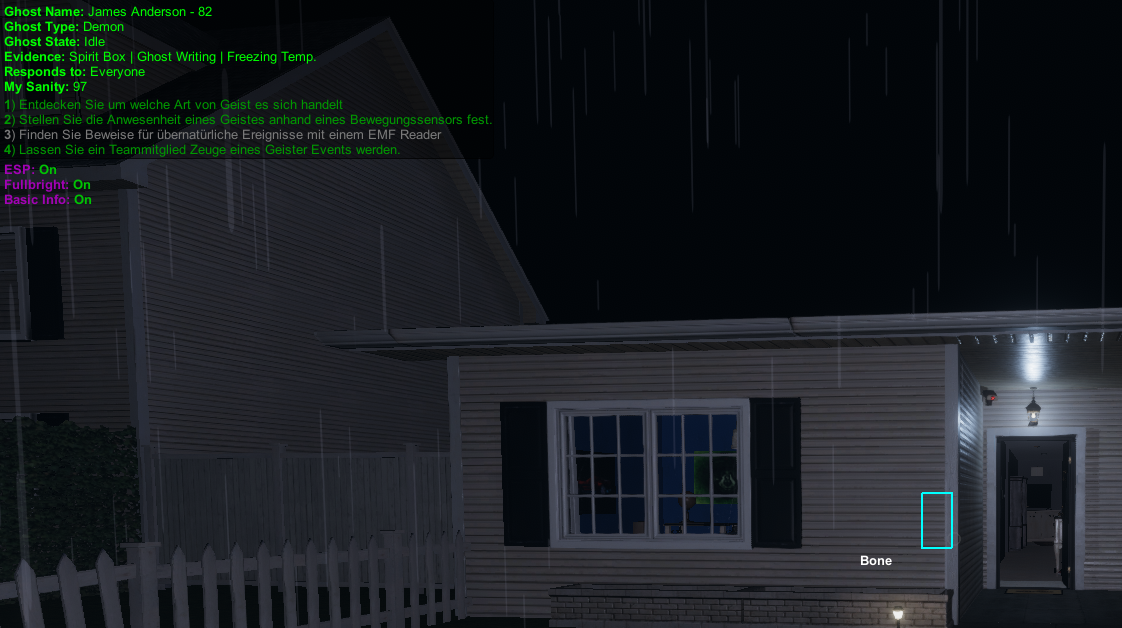 Ghost Name: James Anderson - 82
Ghost Type: Demon
Ghost State: Idle
Evidence: Spirit Box | Ghost Writing | Freezing Temp.
Responds to: Everyone
My Sanity: 97
1) Entdecken Sie um welche Art von Geist es sich handelt
2) Stellen Sie die Anwesenheit eines Geistes anhand eines Bewegungssensors fest.
3) Finden Sie Beweise für übernatürliche Ereignisse mit einem EMF Reader
4) Lassen Sie ein Teammitglied Zeuge eines Geister Events werden.
ESP: On
Fullbright: On
Basic Info: On
Bone